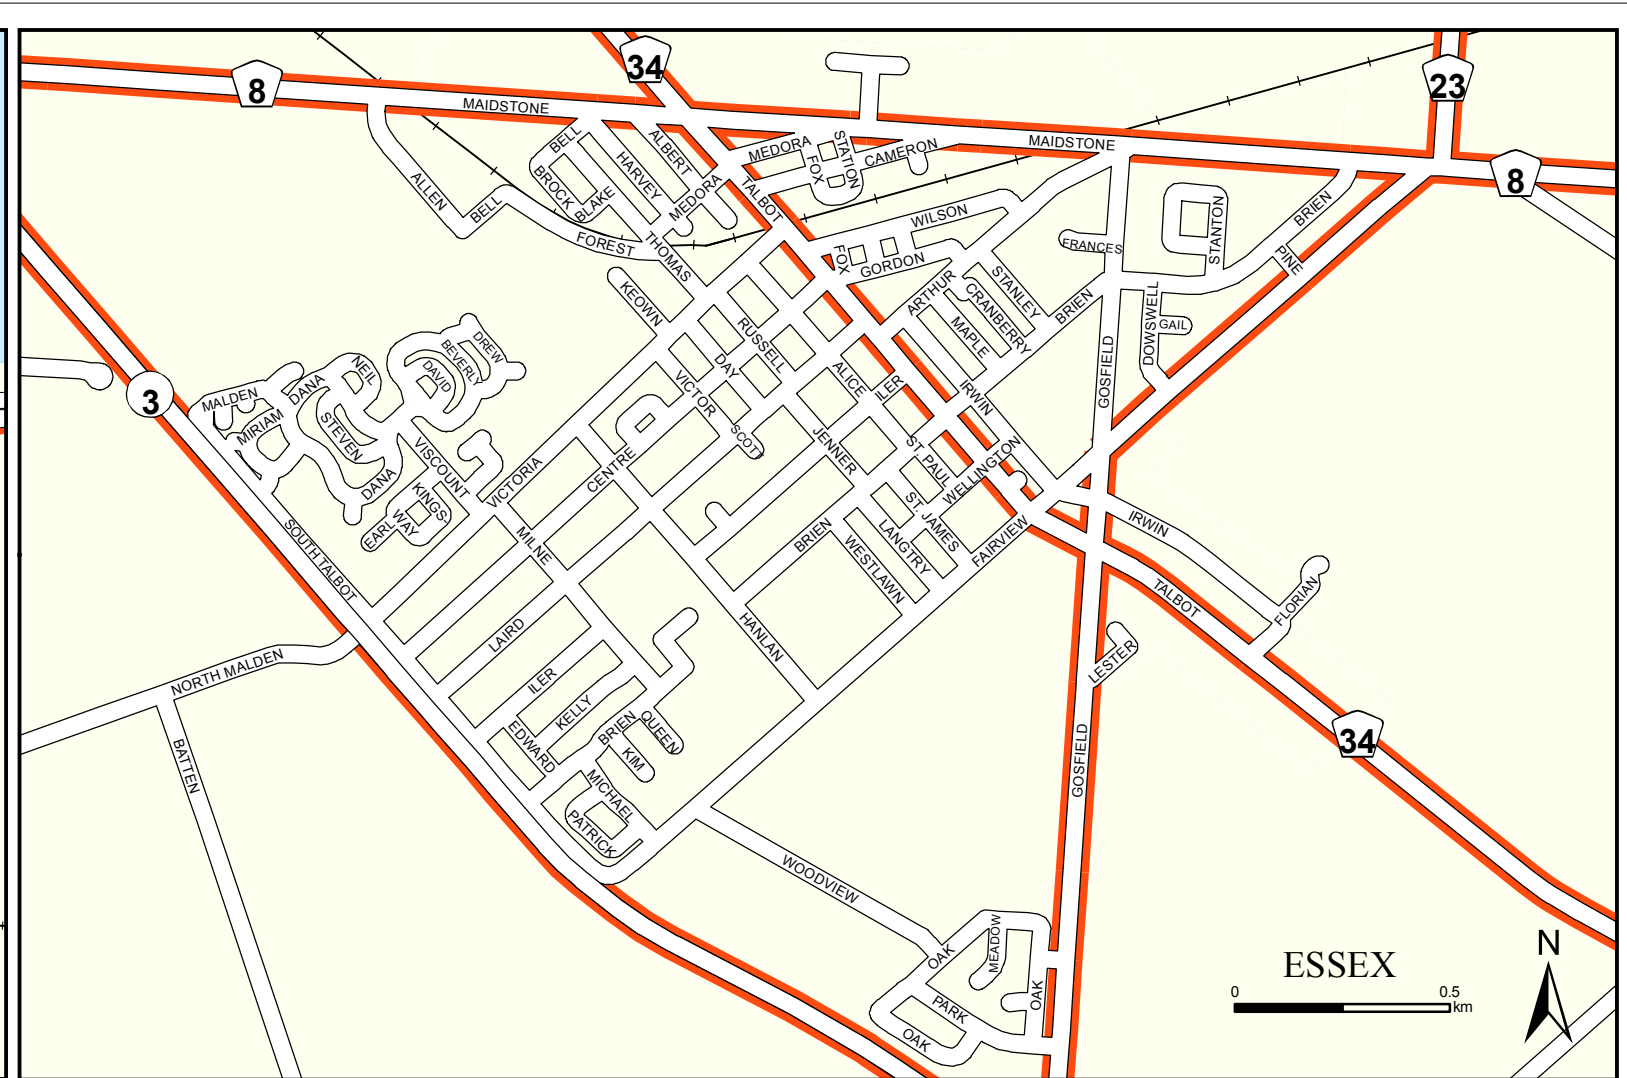 34
23
8
MAIDSTONE
BELL
ALBERT
HARVEY
MEDORA
STATION
FOX
CAMERON
MAIDSTONE
8
ALLEN
BELL
BROCK
BLAKE
MEDORA
TALBOT
FOREST
THOMAS
WILSON
FOX
GORDON
FRANCES
STANTON
BRIEN
PINE
KEOWN
RUSSELL
DAY
ARTHUR
STANLEY
CRANBERRY
MAPLE
BRIEN
DOWSWELL
GAIL
GOSFIELD
DREW
BEVERLY
DAVID
NEIL
DANA
MALDEN
MIRIAM
STEVEN
3
VICTOR
SCOTT
ALICE
ILER
IRWIN
JENNER
ST. PAUL
WELLINGTON
VISCOUNT
DANA
KINGS-
WAY
EARL
VICTORIA
CENTRE
ST. JAMES
LANGTRY
FAIRVIEW
WESTLAWN
BRIEN
MILNE
SOUTH TALBOT
IRWIN
TALBOT
FLORIAN
LAIRD
HANLAN
LESTER
NORTH MALDEN
ILER
KELLY
EDWARD
BRIEN
QUEEN
KIM
MICHAEL
PATRICK
BATTEN
GOSFIELD
34
WOODVIEW
OAK
MEADOW
OAK
PARK
OAK
ESSEX
0 0.5
km
N